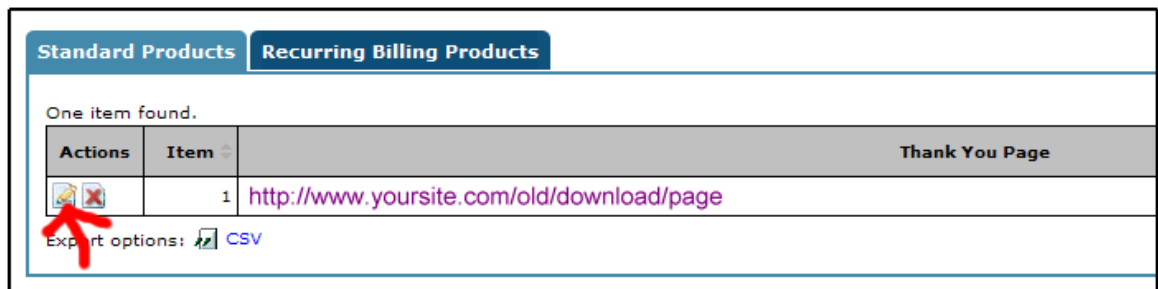 Standard Products Recurring Billing Products
One item found.
Actions Item Thank You Page
1 http://www.yoursite.com/old/download/page
Export options: CSV